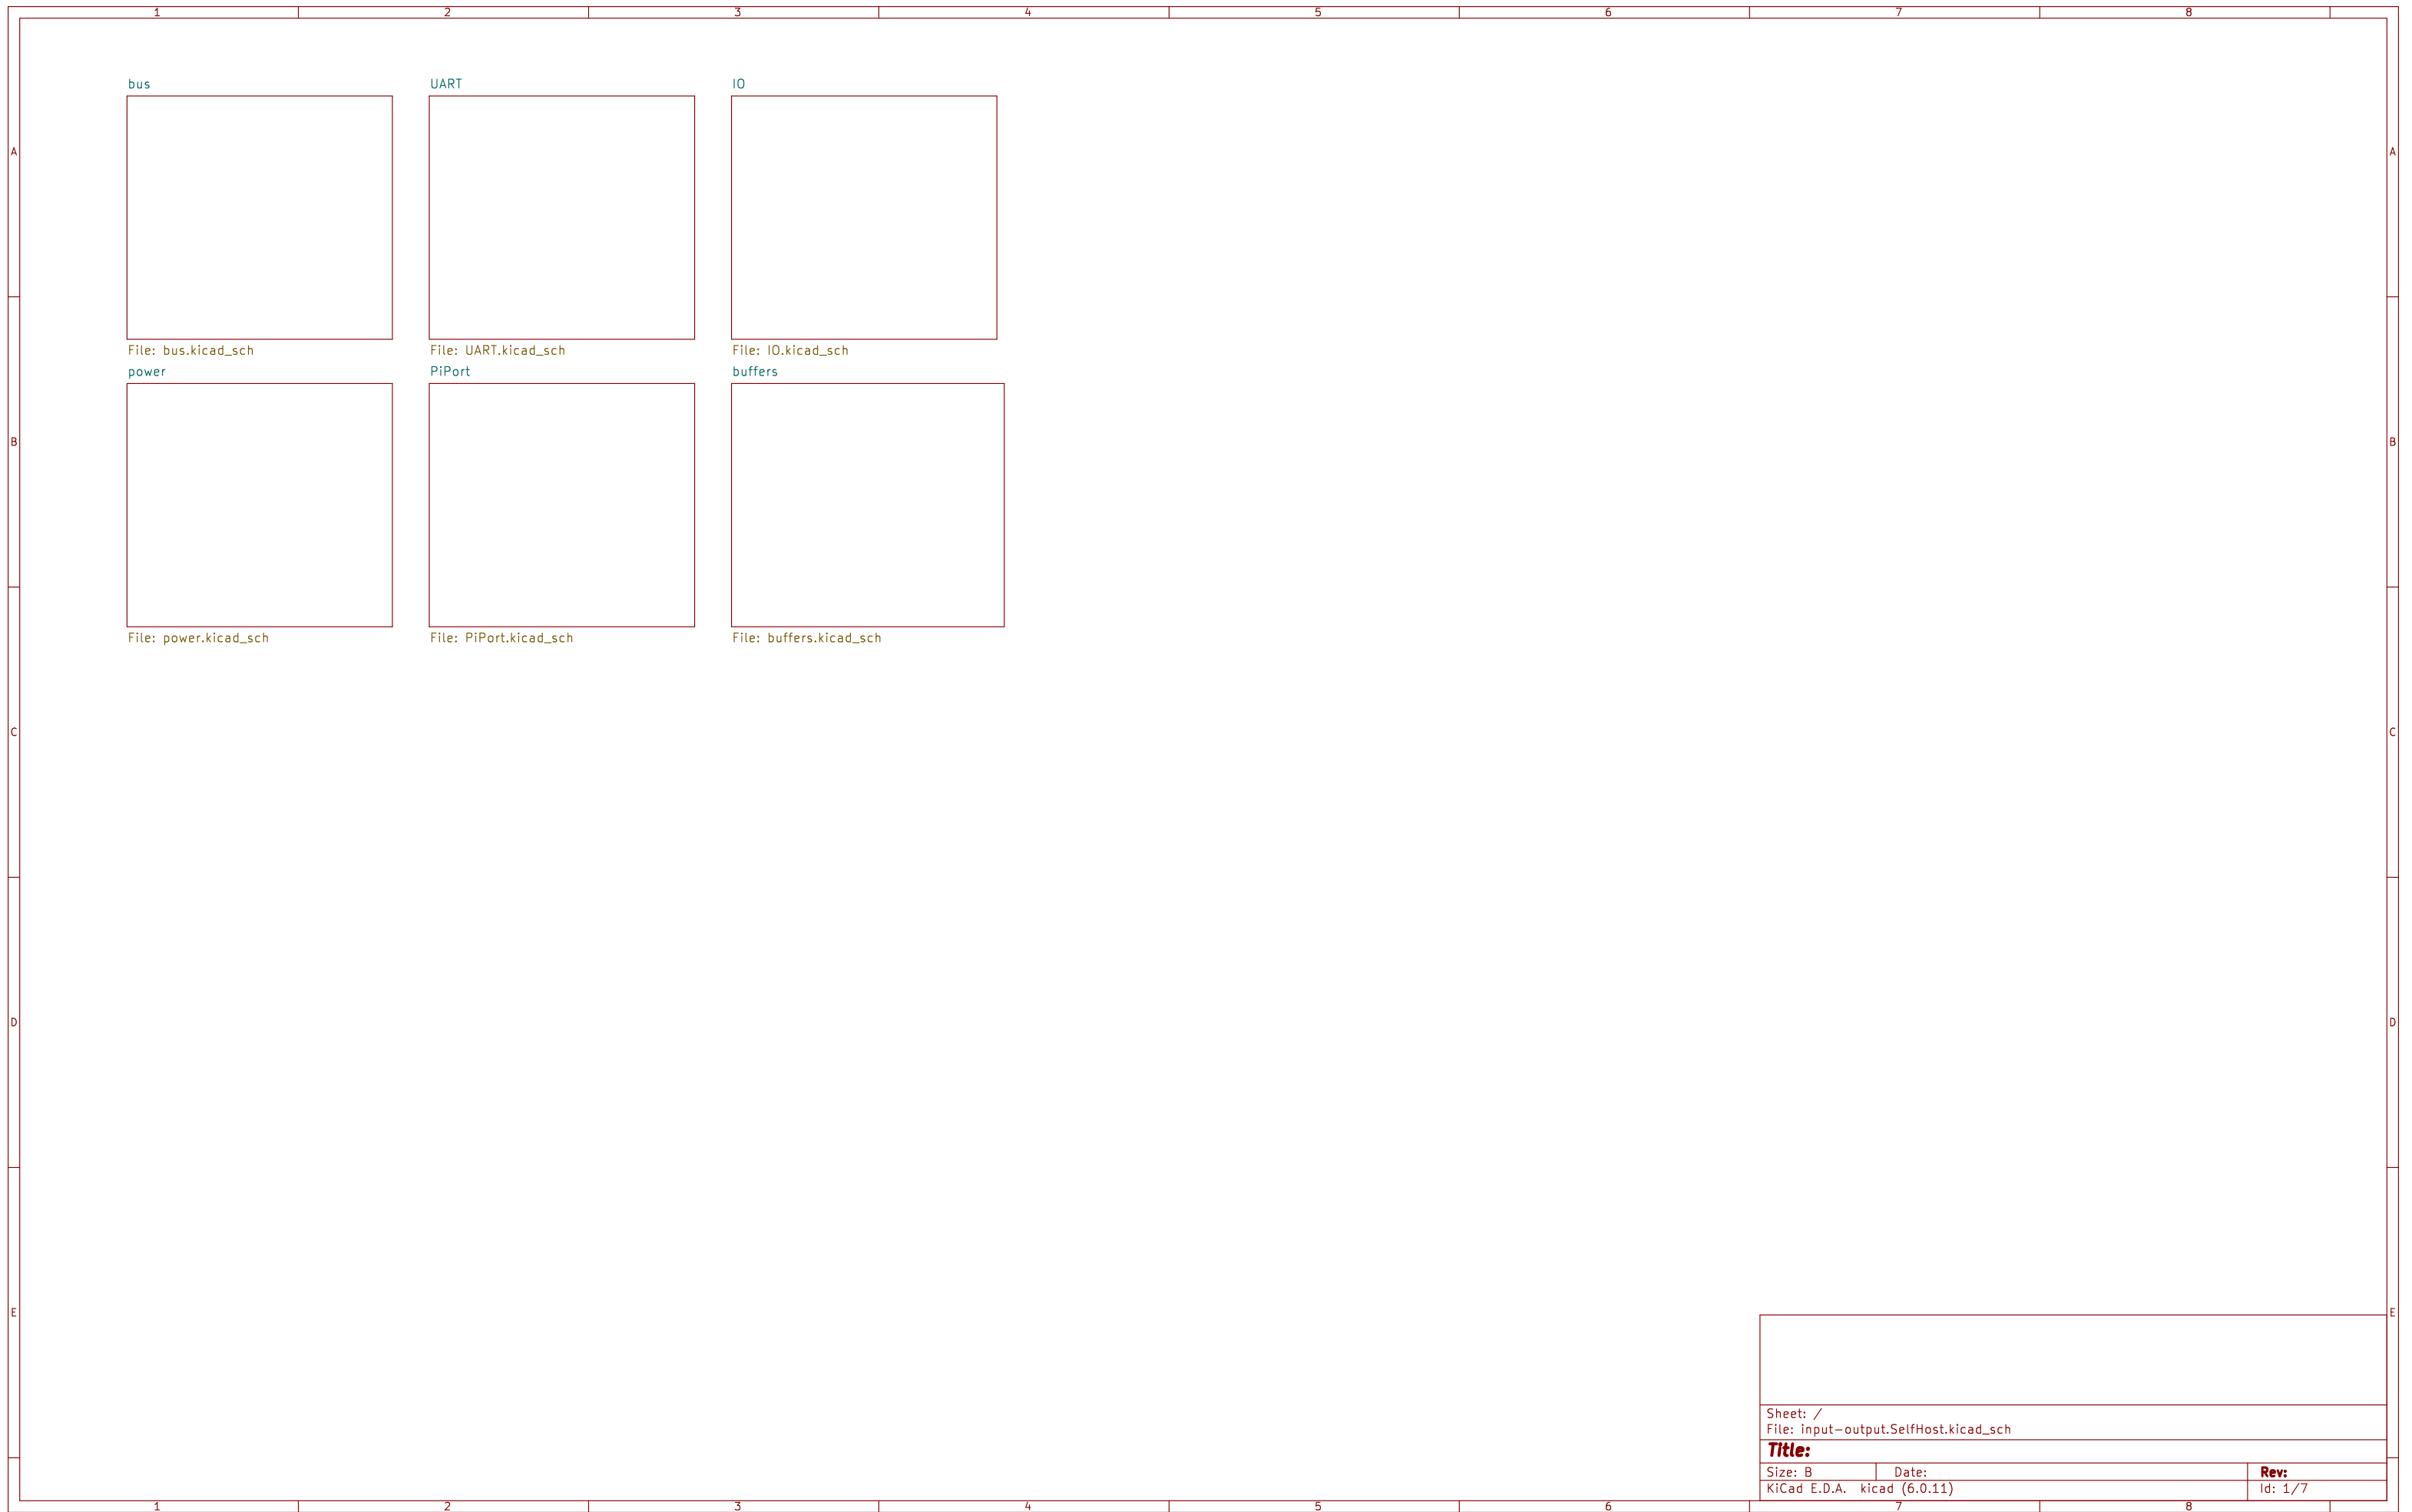 1 2 3 4 5 6 7 8
bus UART IO
A A
File: bus.kicad_sch File: UART.kicad_sch File: IO.kicad_sch
power PiPort buffers
B B
File: power.kicad_sch File: PiPort.kicad_sch File: buffers.kicad_sch
C C
D D
E E
Sheet: /
File: input-output.SelfHost.kicad_sch
Title:
Size: B Date: Rev:
KiCad E.D.A. kicad (6.0.11) Id: 1/7
1 2 3 4 5 6 7 8